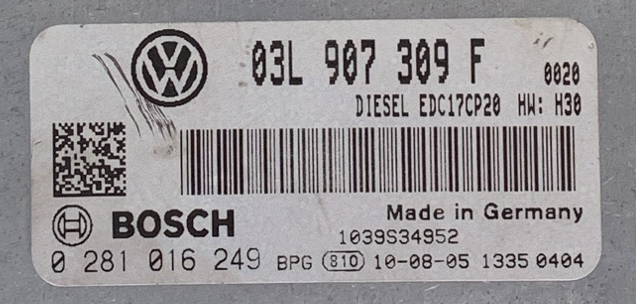 03L 907 309 F 0020
DIESEL EDC17CP20 HW: H30
BOSCH Made in Germany
1039S34952
0 281 016 249 BPG 810 10-08-05 1335 0404